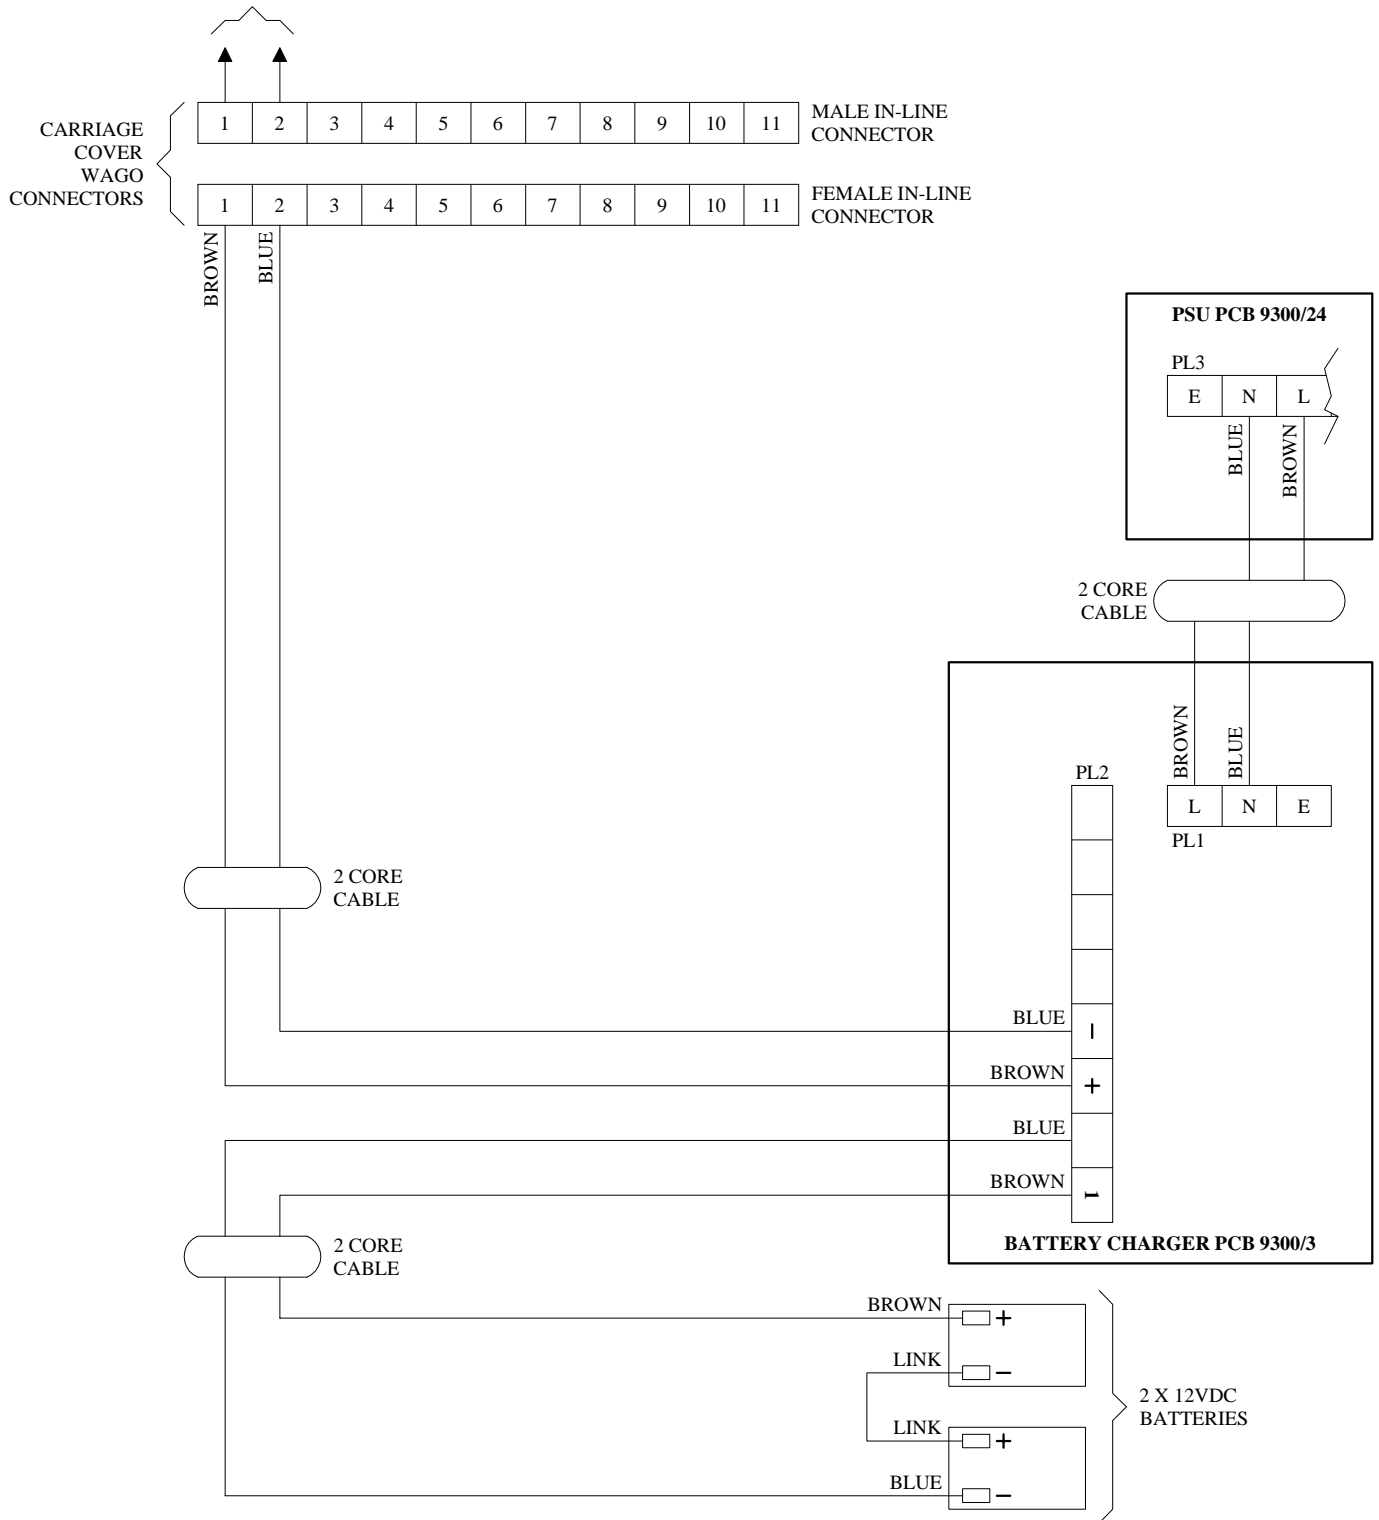 CARRIAGE
COVER
WAGO
CONNECTORS
1 2 3 4 5 6 7 8 9 10 11
MALE IN-LINE
CONNECTOR
1 2 3 4 5 6 7 8 9 10 11
FEMALE IN-LINE
CONNECTOR
BROWN
BLUE
PSU PCB 9300/24
PL3
E N L
BLUE
BROWN
2 CORE
CABLE
BROWN
BLUE
PL2
L N E
PL1
2 CORE
CABLE
BLUE
–
BROWN
+
BLUE
BROWN
1
BATTERY CHARGER PCB 9300/3
2 CORE
CABLE
BROWN
+
LINK
–
LINK
+
BLUE
–
2 X 12VDC
BATTERIES